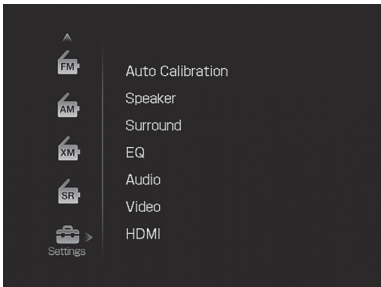 FM
AM
XM
SR
Settings
Auto Calibration
Speaker
Surround
EQ
Audio
Video
HDMI